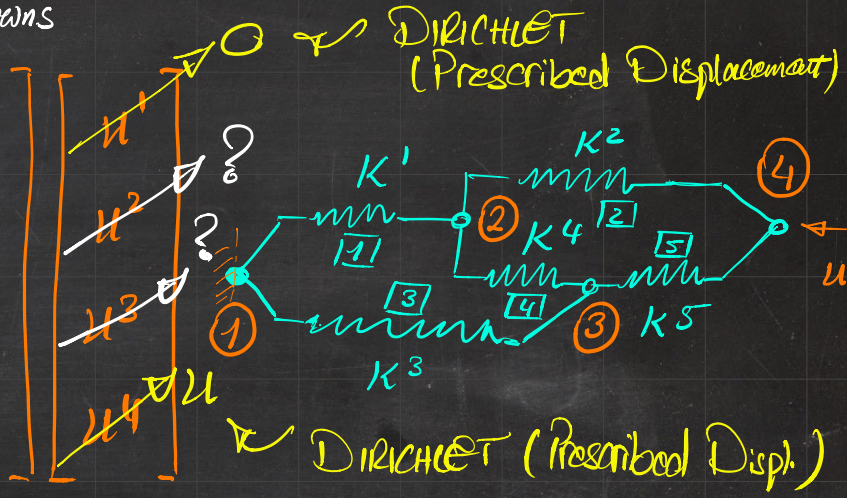 wns
0 DIRICHLET
(Prescribed Displacement)
u¹
u² ?
u³ ?
u⁴ u
K¹
K²
1
2
2
K4
4
5
3
4
3
K5
1
K³
u
DIRICHLET (Prescribed Displ.)